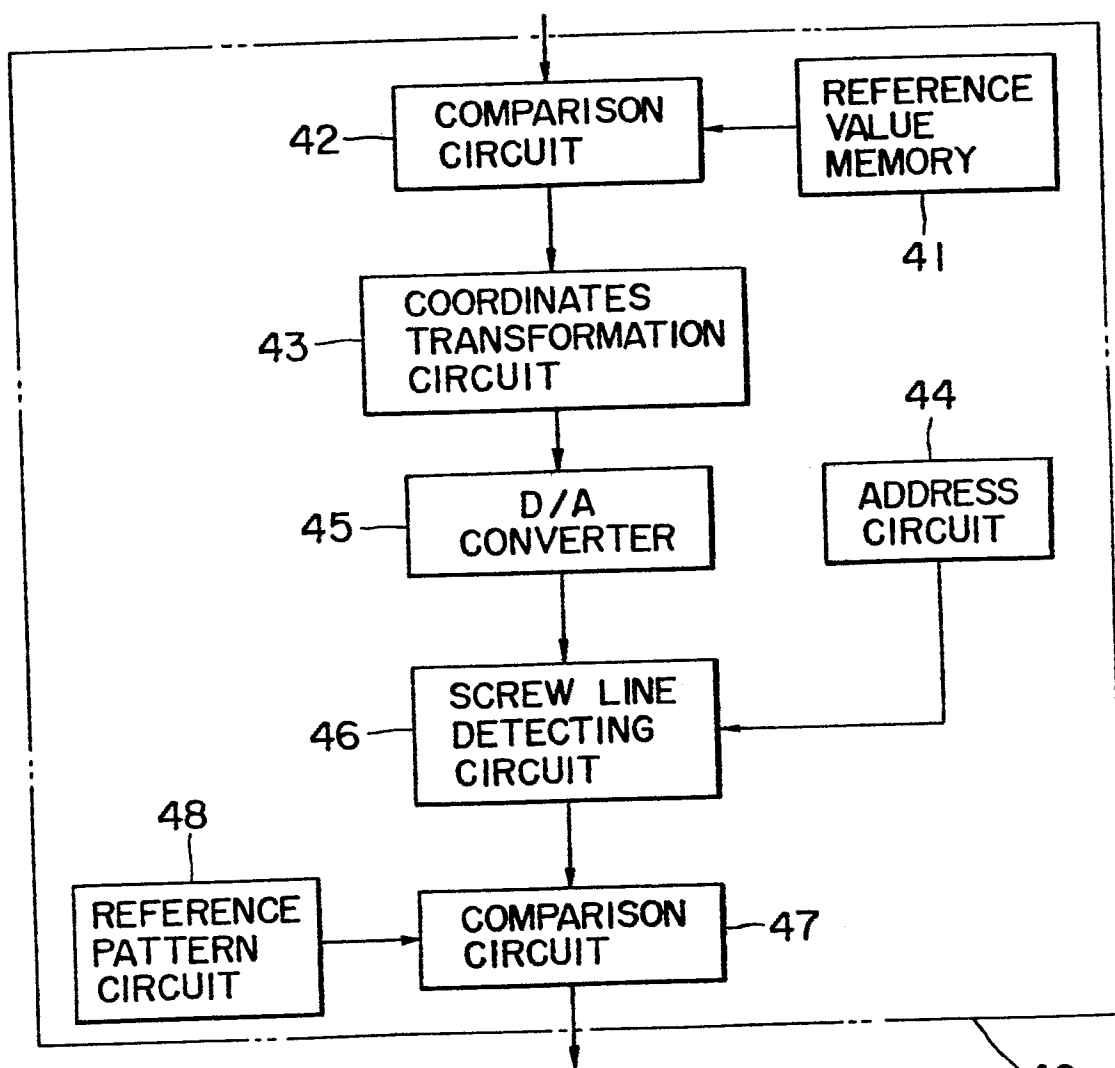 COMPARISON
CIRCUIT
42
REFERENCE
VALUE
MEMORY
41
COORDINATES
TRANSFORMATION
CIRCUIT
43
44
D/A
CONVERTER
45
ADDRESS
CIRCUIT
SCREW LINE
DETECTING
CIRCUIT
46
48
REFERENCE
PATTERN
CIRCUIT
COMPARISON
CIRCUIT
47